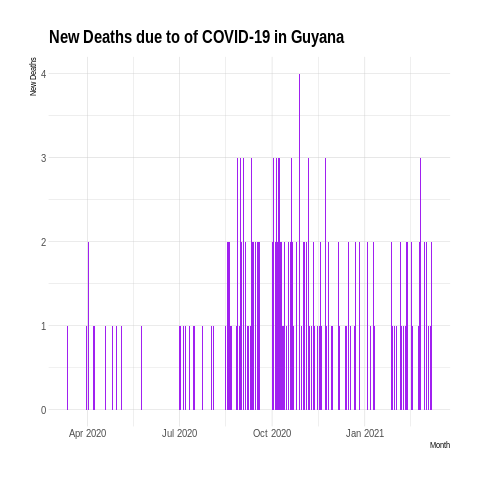 New Deaths due to of COVID-19 in Guyana
New Deaths
4
3
2
1
0
Apr 2020
Jul 2020
Oct 2020
Jan 2021
Month